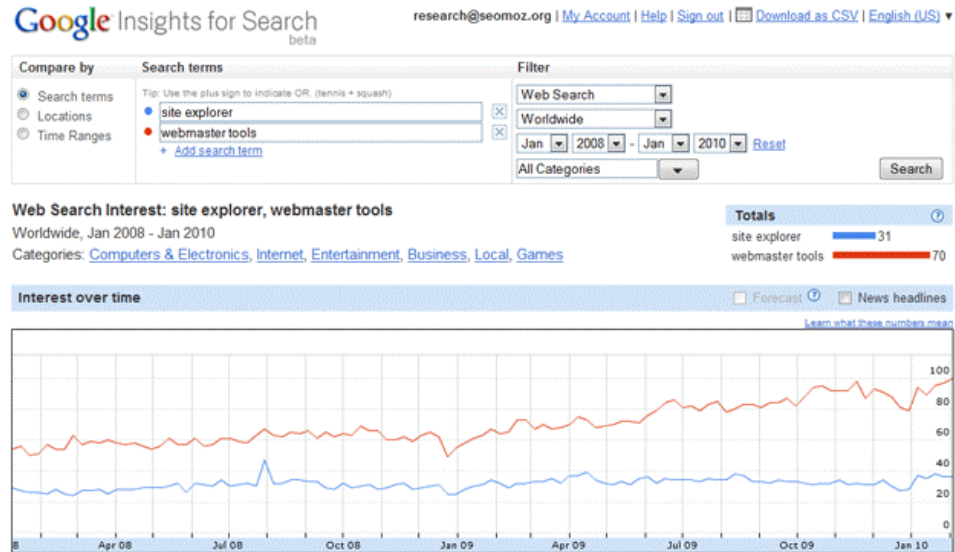 Google Insights for Search
beta
research@seomoz.org | My Account | Help | Sign out | Download as CSV | English (US) ▼
Compare by
Search terms
Locations
Time Ranges
Search terms
Tip: Use the plus sign to indicate OR. (tennis + squash)
site explorer
webmaster tools
+ Add search term
Filter
Web Search
Worldwide
Jan 2008 - Jan 2010 Reset
All Categories
Search
Web Search Interest: site explorer, webmaster tools
Worldwide, Jan 2008 - Jan 2010
Categories: Computers & Electronics, Internet, Entertainment, Business, Local, Games
Totals ?
site explorer 31
webmaster tools 70
Interest over time
Forecast ? News headlines
Learn what these numbers mean
100
80
60
40
20
0
8 Apr 08 Jul 08 Oct 08 Jan 09 Apr 09 Jul 09 Oct 09 Jan 10